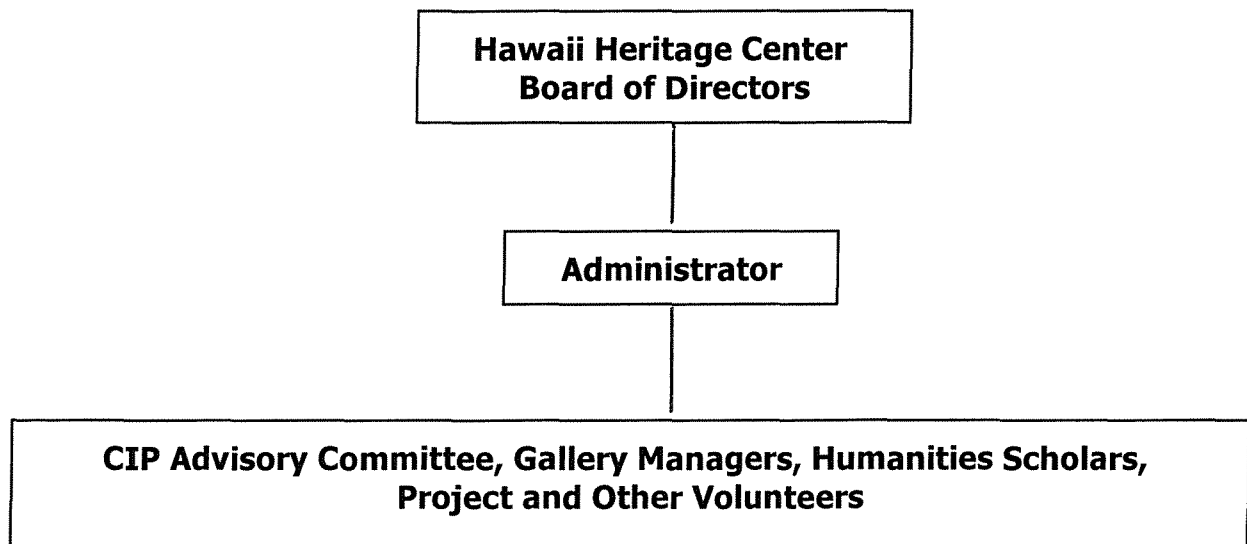 Hawaii Heritage Center
Board of Directors
Administrator
CIP Advisory Committee, Gallery Managers, Humanities Scholars,
Project and Other Volunteers